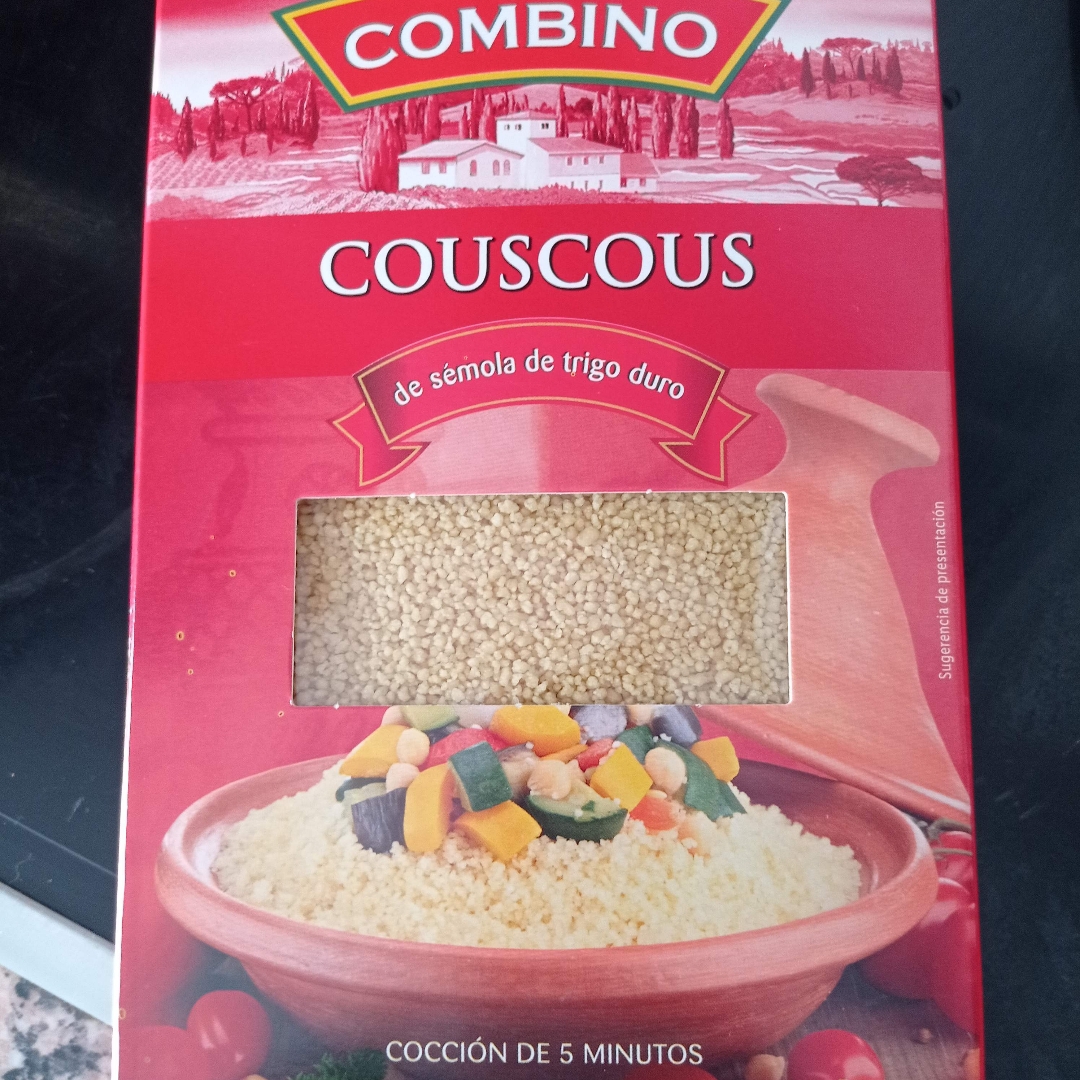 COMBINO
COUSCOUS
de sémola de trigo duro
Sugerencia de presentación
COCCIÓN DE 5 MINUTOS